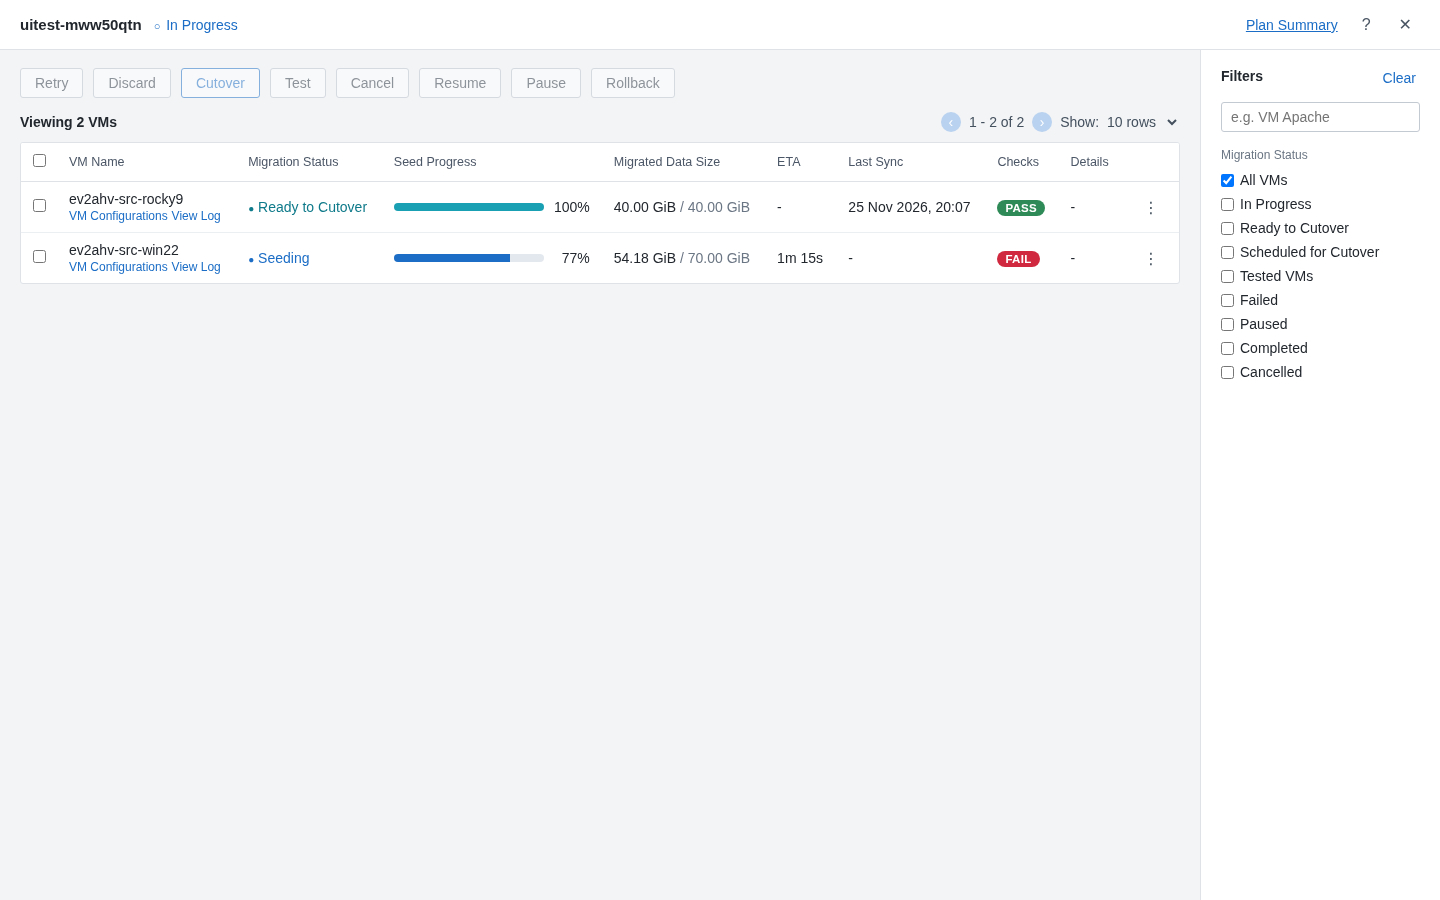 uitest-mww50qtn ○ In Progress Plan Summary ? ✕
Retry Discard Cutover Test Cancel Resume Pause Rollback
Viewing 2 VMs ‹ 1 - 2 of 2 › Show: 10 rows
VM Name Migration Status Seed Progress Migrated Data Size ETA Last Sync Checks Details
ev2ahv-src-rocky9
VM Configurations View Log
● Ready to Cutover 100% 40.00 GiB / 40.00 GiB - 25 Nov 2026, 20:07 PASS - ⋮
ev2ahv-src-win22
VM Configurations View Log
● Seeding 77% 54.18 GiB / 70.00 GiB 1m 15s - FAIL - ⋮
Filters Clear
e.g. VM Apache
Migration Status
All VMs
In Progress
Ready to Cutover
Scheduled for Cutover
Tested VMs
Failed
Paused
Completed
Cancelled